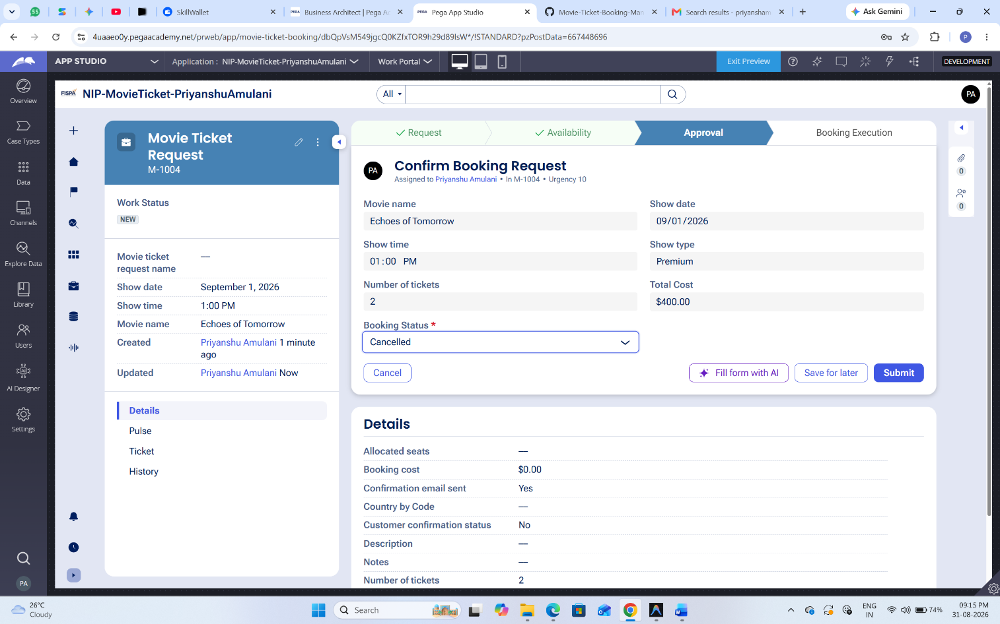 55
SkillWallet
PEGA Business Architect | Pega Ac
PEGA Pega App Studio
Movie-Ticket-Booking-Man
Search results - priyansham
Ask Gemini
4uaaeo0y.pegaacademy.net/prweb/app/movie-ticket-booking/dbQpVsM549jgcQ0KZfxTOR9h29d89IsW*/!STANDARD?pzPostData=667448696
P
APP STUDIO
Application : NIP-MovieTicket-PriyanshuAmulani
Work Portal
Exit Preview
DEVELOPMENT
Overview
Case Types
Data
Channels
Explore Data
Library
Users
AI
AI Designer
Settings
PA
FISPA NIP-MovieTicket-PriyanshuAmulani
All
PA
Movie Ticket
Request
M-1004
Work Status
NEW
Movie ticket request name —
Show date September 1, 2026
Show time 1:00 PM
Movie name Echoes of Tomorrow
Created Priyanshu Amulani 1 minute ago
Updated Priyanshu Amulani Now
Details
Pulse
Ticket
History
Request
Availability
Approval
Booking Execution
PA
Confirm Booking Request
Assigned to Priyanshu Amulani • In M-1004 • Urgency 10
Movie name
Echoes of Tomorrow
Show date
09/01/2026
Show time
01:00 PM
Show type
Premium
Number of tickets
2
Total Cost
$400.00
Booking Status *
Cancelled
Cancel
Fill form with AI
Save for later
Submit
0
0
Details
Allocated seats —
Booking cost $0.00
Confirmation email sent Yes
Country by Code —
Customer confirmation status No
Description —
Notes —
Number of tickets 2
26°C
Cloudy
Search
ENG
IN
74%
09:15 PM
31-08-2026